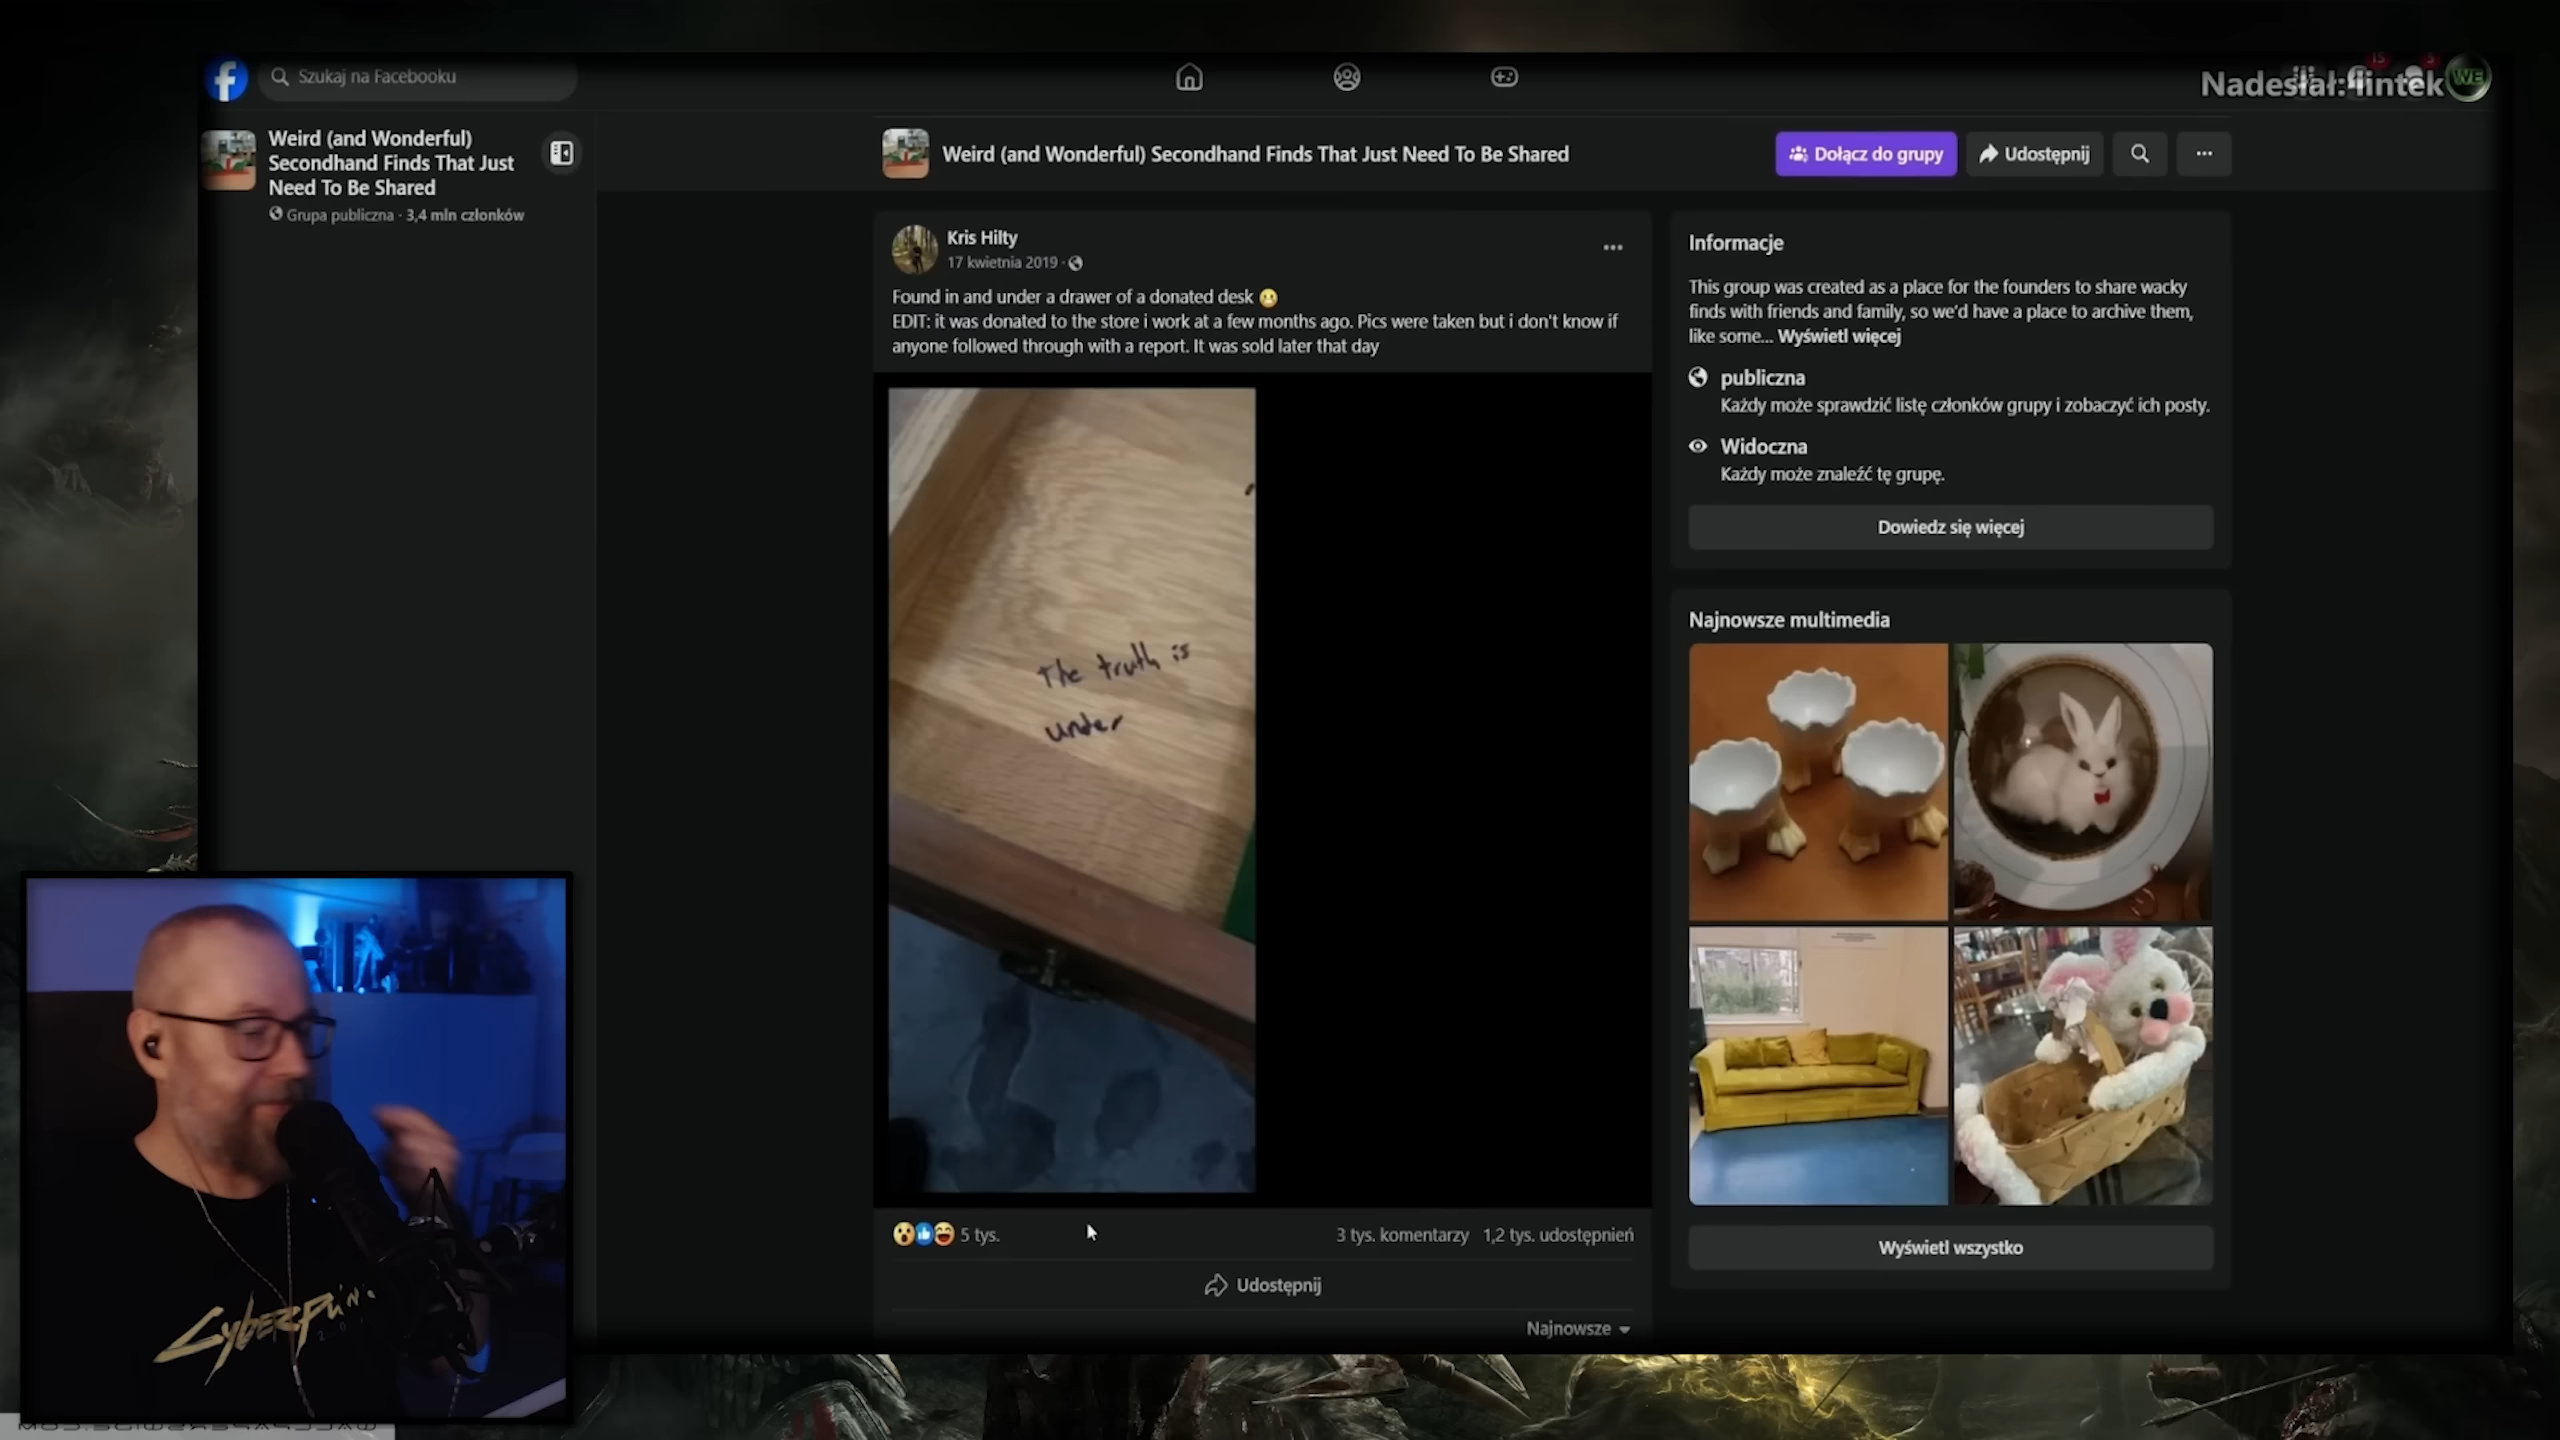 Szukaj na Facebooku
Nadesłał: lintek
WE
Weird (and Wonderful)
Secondhand Finds That Just
Need To Be Shared
Grupa publiczna · 3,4 mln członków
Weird (and Wonderful) Secondhand Finds That Just Need To Be Shared
Dołącz do grupy
Udostępnij
Kris Hilty
17 kwietnia 2019 ·
Found in and under a drawer of a donated desk 😬
EDIT: it was donated to the store i work at a few months ago. Pics were taken but i don't know if
anyone followed through with a report. It was sold later that day
The truth is
under
5 tys.
3 tys. komentarzy 1,2 tys. udostępnień
Udostępnij
Najnowsze
Informacje
This group was created as a place for the founders to share wacky
finds with friends and family, so we'd have a place to archive them,
like some... Wyświetl więcej
publiczna
Każdy może sprawdzić listę członków grupy i zobaczyć ich posty.
Widoczna
Każdy może znaleźć tę grupę.
Dowiedz się więcej
Najnowsze multimedia
Wyświetl wszystko